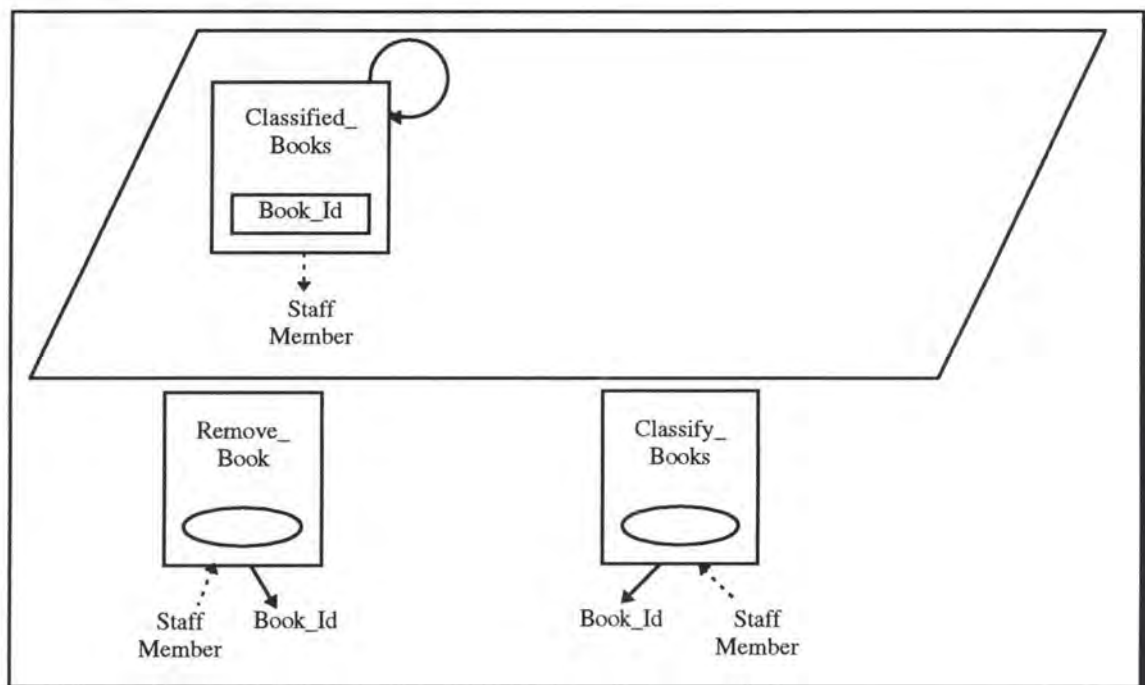 Classified_
Books
Book_Id
Staff
Member
Remove_
Book
Classify_
Books
Staff
Member
Book_Id
Book_Id
Staff
Member